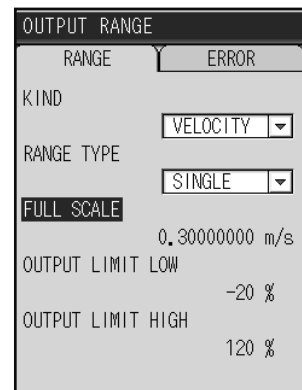 OUTPUT RANGE
RANGE ERROR
KIND
VELOCITY
RANGE TYPE
SINGLE
FULL SCALE
0.30000000 m/s
OUTPUT LIMIT LOW
-20 %
OUTPUT LIMIT HIGH
120 %